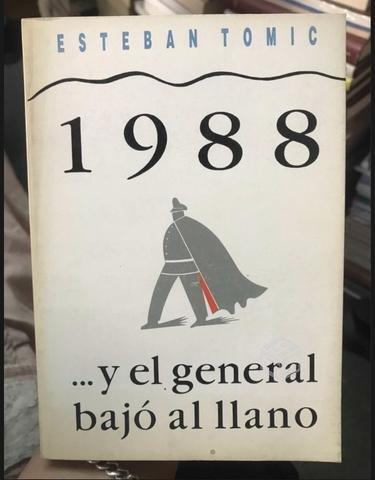 ESTEBAN TOMIC
1988
...y el general
bajó al llano